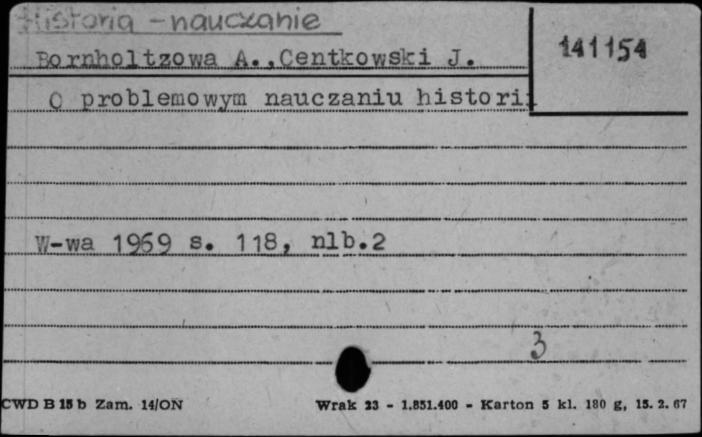 Historia - nauczanie
141154
Bornholtzowa A., Centkowski J.
O problemowym nauczaniu historii
W-wa 1969 s. 118, nlb.2
3
CWD B 15 b Zam. 14/ON
Wrak 23 - 1.851.400 - Karton 5 kl. 180 g, 15. 2. 67